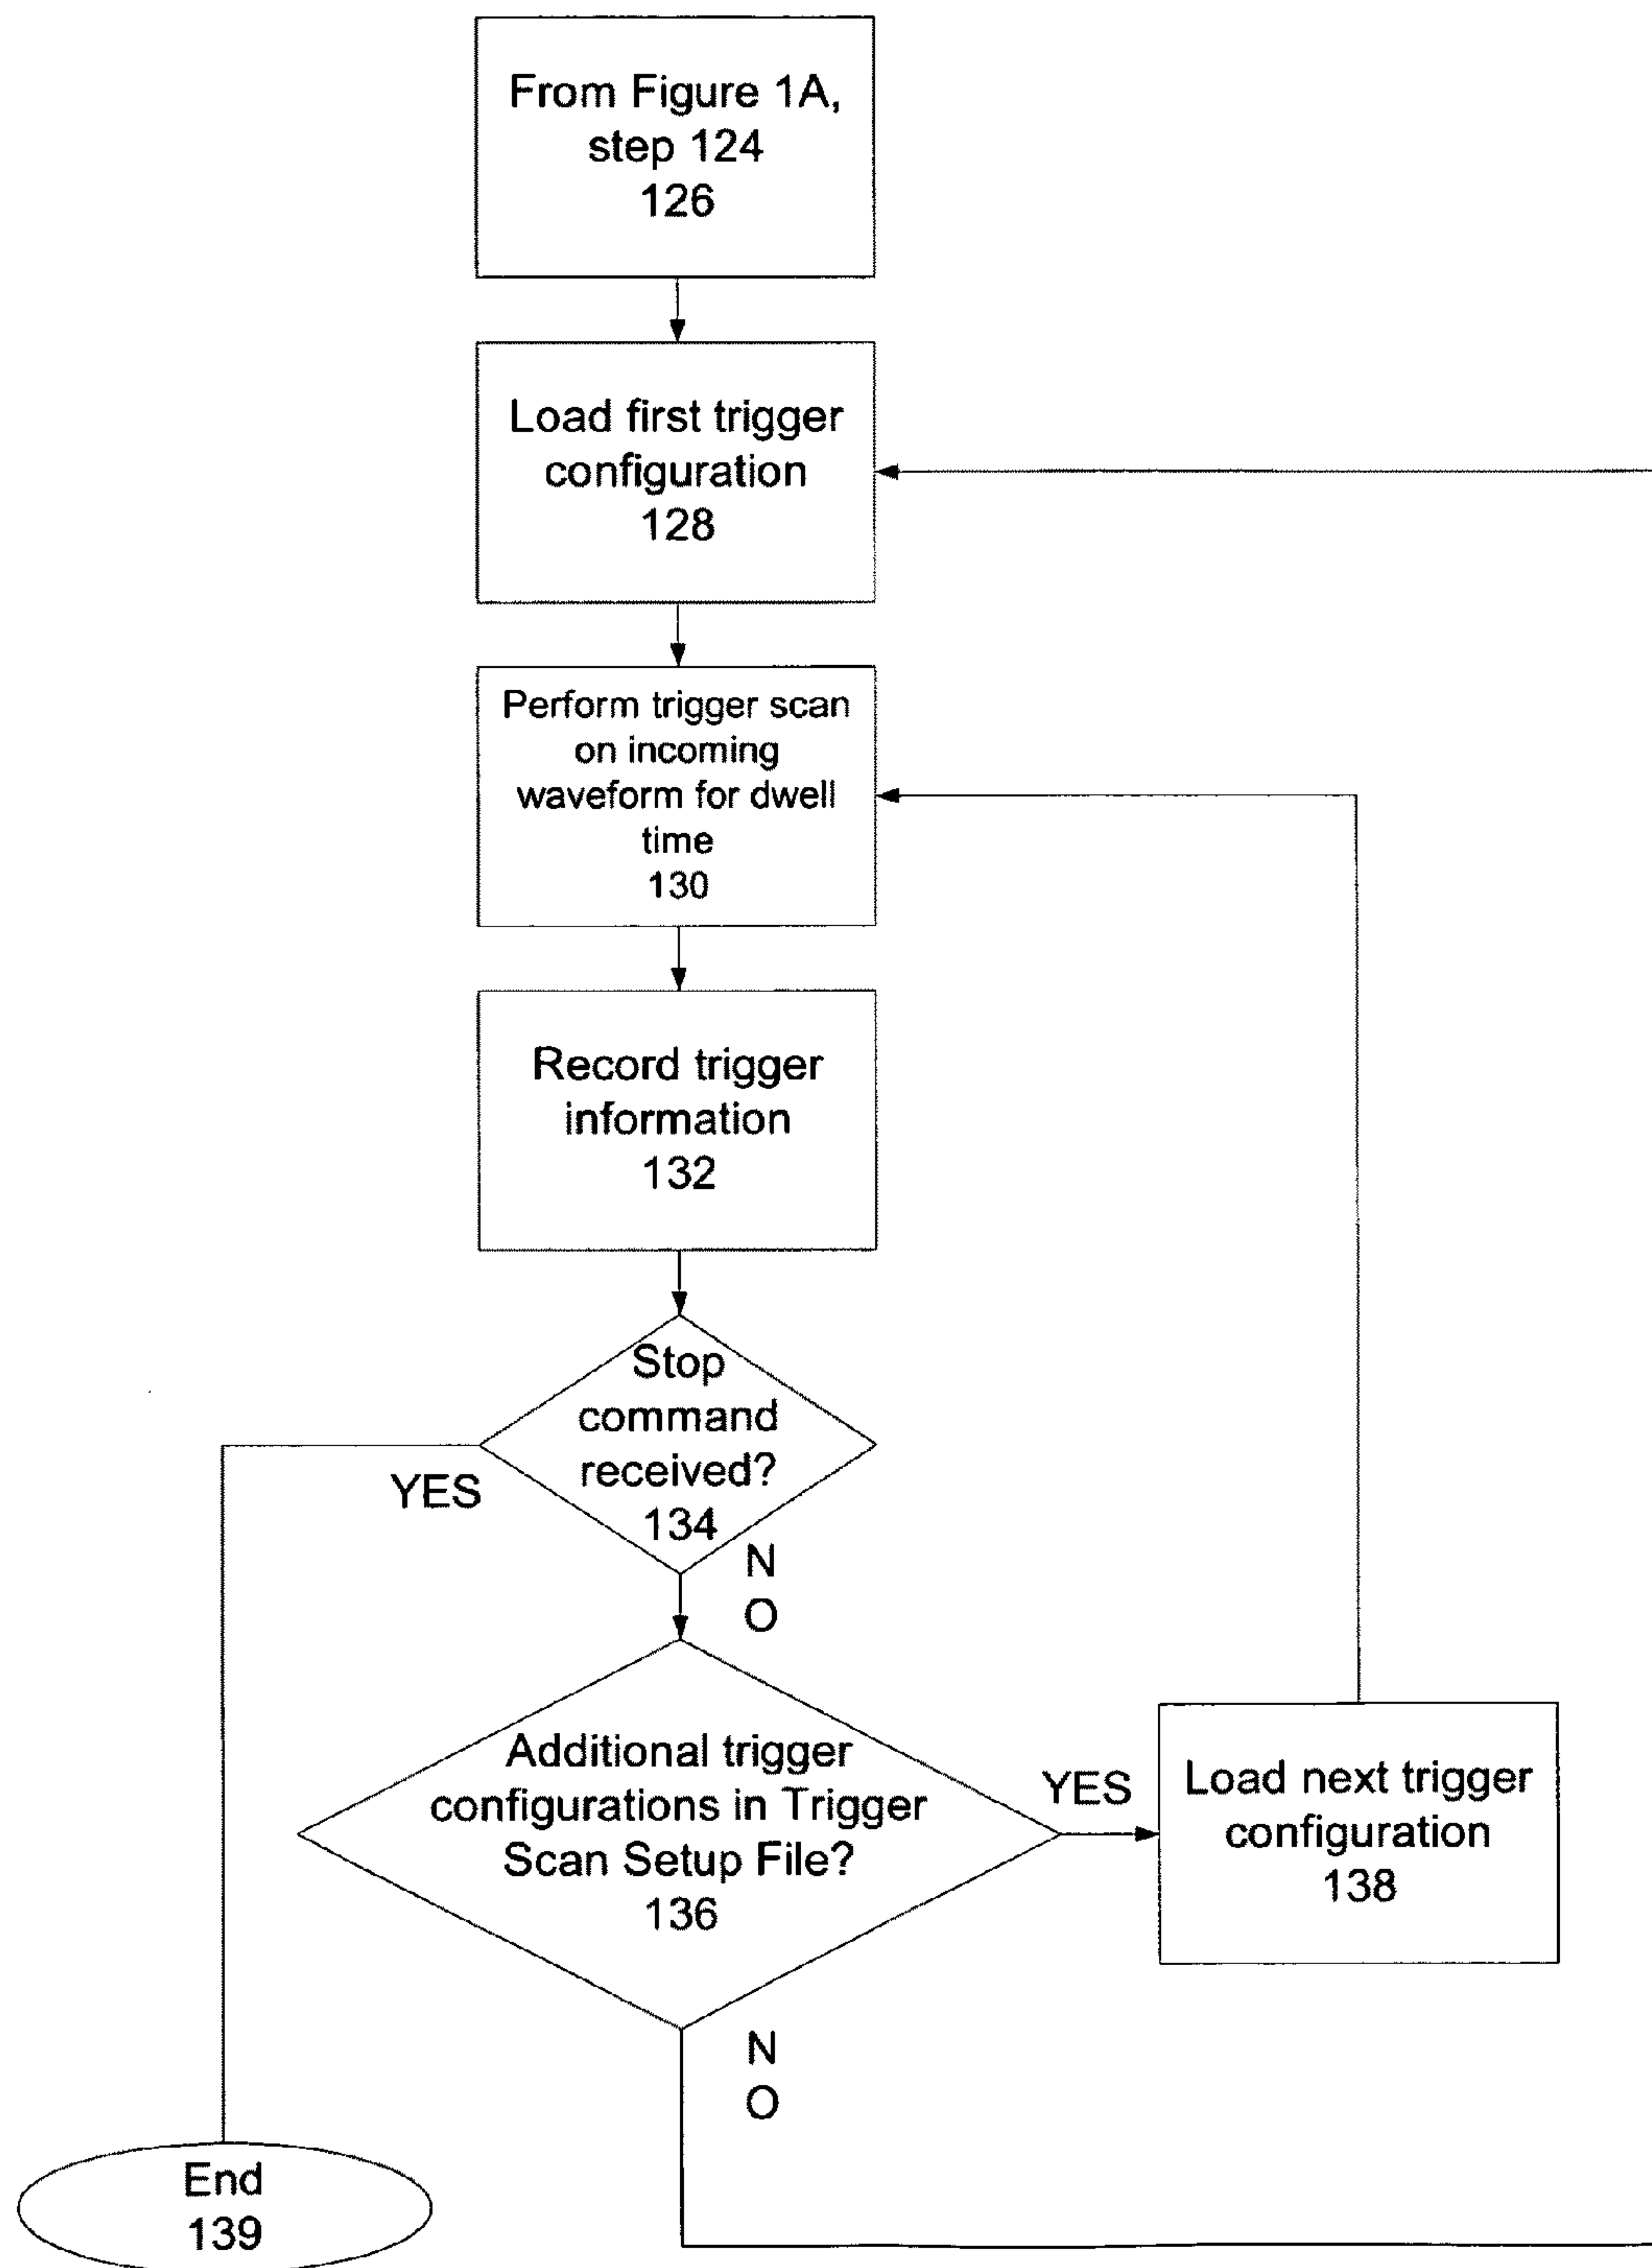 From Figure 1A,
step 124
126
Load first trigger
configuration
128
Perform trigger scan
on incoming
waveform for dwell
time
130
Record trigger
information
132
Stop
command
received?
134
YES
N
O
Additional trigger
configurations in Trigger
Scan Setup File?
136
YES
Load next trigger
configuration
138
N
O
End
139